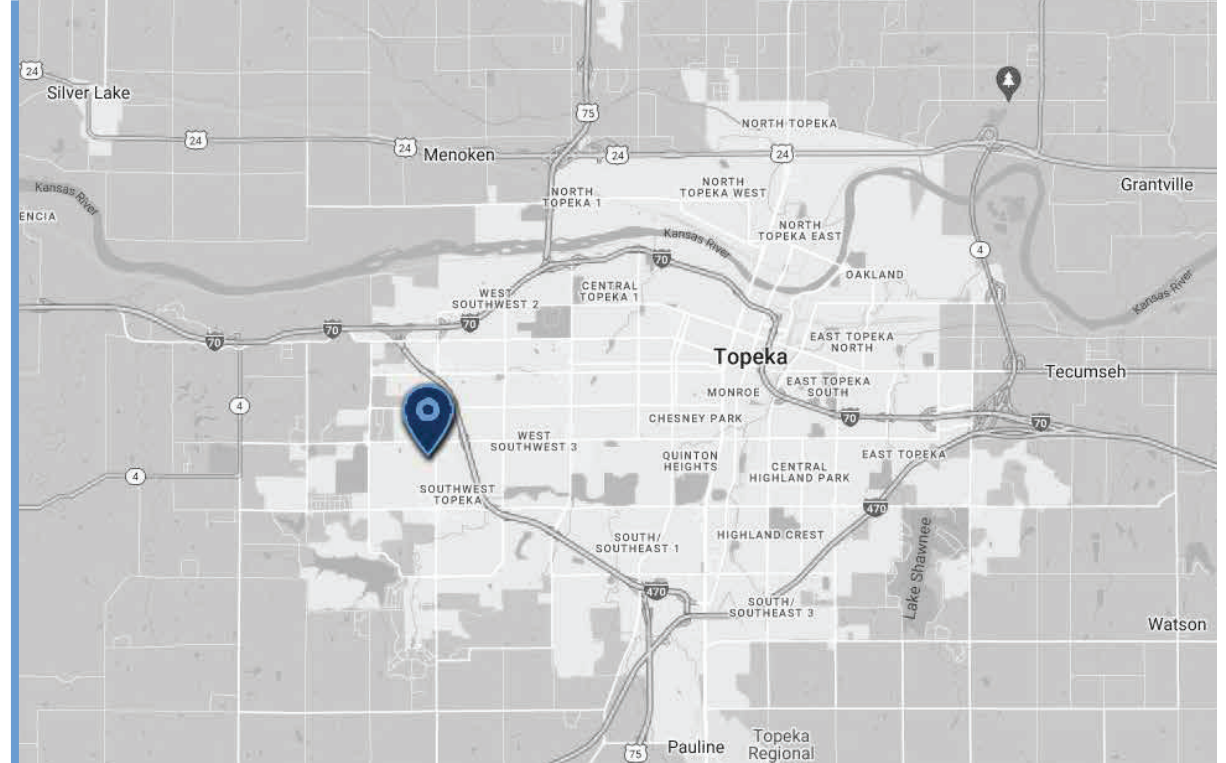 24
Silver Lake
75
NORTH TOPEKA
24
24
Menoken
24
24
Grantville
Kansas River
ENCIA
NORTH
TOPEKA 1
NORTH
TOPEKA WEST
NORTH
TOPEKA EAST
Kansas River
4
70
OAKLAND
CENTRAL
TOPEKA 1
WEST
SOUTHWEST 2
Kansas River
70
70
70
EAST TOPEKA
NORTH
Topeka
Tecumseh
EAST TOPEKA
SOUTH
MONROE
4
CHESNEY PARK
70
70
WEST
SOUTHWEST 3
QUINTON
HEIGHTS
EAST TOPEKA
CENTRAL
HIGHLAND PARK
4
SOUTHWEST
TOPEKA
470
SOUTH/
SOUTHEAST 1
HIGHLAND CREST
Lake Shawnee
470
SOUTH/
SOUTHEAST 3
Watson
75
Pauline
Topeka
Regional